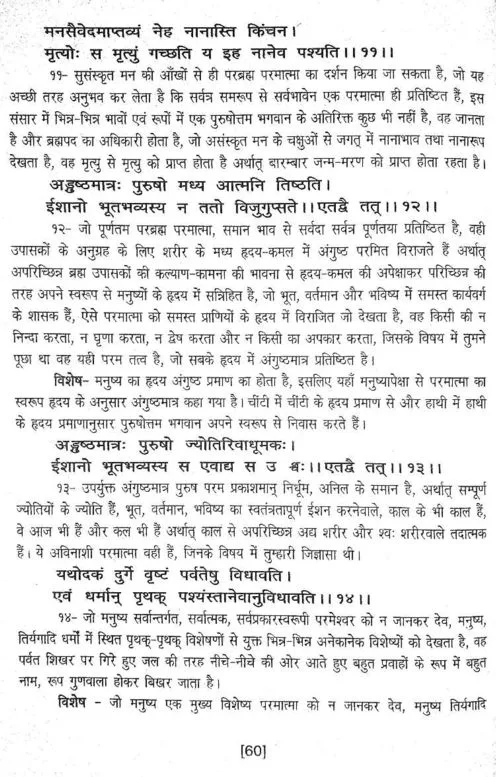 मनसैवेदमाप्तव्यं नेह नानास्ति किंचन।
मृत्योः स मृत्युं गच्छति य इह नानेव पश्यति।।११।।
११- सुसंस्कृत मन की आँखों से ही परब्रह्म परमात्मा का दर्शन किया जा सकता है, जो यह
अच्छी तरह अनुभव कर लेता है कि सर्वत्र समरूप से सर्वभावेन एक परमात्मा ही प्रतिष्ठित हैं, इस
संसार में भिन्न-भिन्न भावों एवं रूपों में एक पुरुषोत्तम भगवान के अतिरिक्त कुछ भी नहीं है, वह जानता
है और ब्रह्मपद का अधिकारी होता है, जो असंस्कृत मन के चक्षुओं से जगत् में नानाभाव तथा नानारूप
देखता है, वह मृत्यु से मृत्यु को प्राप्त होता है अर्थात् दारम्बार जन्म-मरण को प्राप्त होता रहता है।
अङ्गुष्ठमात्रः पुरुषो मध्य आत्मनि तिष्ठति।
ईशानो भूतभव्यस्य न ततो विजुगुप्सते।।एतद्वै तत्।।१२।।
१२- जो पूर्णतम परब्रह्म परमात्मा, समान भाव से सर्वदा सर्वत्र पूर्णतया प्रतिष्ठित है, वही
उपासकों के अनुग्रह के लिए शरीर के मध्य हृदय-कमल में अंगुष्ठ परमित विराजते हैं अर्थात्
अपरिच्छिन्न ब्रह्म उपासकों की कल्याण-कामना की भावना से हृदय-कमल की अपेक्षाकर परिच्छिन्न की
तरह अपने स्वरूप से मनुष्यों के हृदय में सन्निहित है, जो भूत, वर्तमान और भविष्य में समस्त कार्यवर्ग
के शासक हैं, ऐसे परमात्मा को समस्त प्राणियों के हृदय में विराजित जो देखता है, वह किसी की न
निन्दा करता, न घृणा करता, न द्वेष करता और न किसी का अपकार करता, जिसके विषय में तुमने
पूछा था वह यही परम तत्व है, जो सबके हृदय में अंगुष्ठमात्र प्रतिष्ठित है।
विशेष- मनुष्य का हृदय अंगुष्ठ प्रमाण का होता है, इसलिए यहाँ मनुष्यापेक्षा से परमात्मा का
स्वरूप हृदय के अनुसार अंगुष्ठमात्र कहा गया है। चींटी में चींटी के हृदय प्रमाण से और हाथी में हाथी
के हृदय प्रमाणानुसार पुरुषोत्तम भगवान अपने स्वरूप से निवास करते हैं।
अङ्गुष्ठमात्रः पुरुषो ज्योतिरिवाधूमकः।
ईशानो भूतभव्यस्य स एवाद्य स उ श्वः।।एतद्वै तत्।।१३।।
१३- उपर्युक्त अंगुष्ठमात्र पुरुष परम प्रकाशमान् निर्धूम, अनिल के समान है, अर्थात् सम्पूर्ण
ज्योतियों के ज्योति हैं, भूत, वर्तमान, भविष्य का स्वतंत्रतापूर्ण ईशन करनेवाले, काल के भी काल हैं,
वे आज भी हैं और कल भी हैं अर्थात् काल से अपरिच्छिन्न अद्य शरीर और श्वः शरीरवाले तदात्मक
हैं। ये अविनाशी परमात्मा वही हैं, जिनके विषय में तुम्हारी जिज्ञासा थी।
यथोदकं दुर्गे वृष्टं पर्वतेषु विधावति।
एवं धर्मान् पृथक् पश्यंस्तानेवानुविधावति।।१४।।
१४- जो मनुष्य सर्वान्तर्गत, सर्वात्मक, सर्वप्रकारस्वरूपी परमेश्वर को न जानकर देव, मनुष्य,
तिर्यगादि धर्मों में स्थित पृथक्-पृथक् विशेषणों से युक्त भिन्न-भिन्न अनेकानेक विशेष्यों को देखता है, वह
पर्वत शिखर पर गिरे हुए जल की तरह नीचे-नीचे की ओर आते हुए बहुत प्रवाहों के रूप में बहुत
नाम, रूप गुणवाला होकर बिखर जाता है।
विशेष - जो मनुष्य एक मुख्य विशेष्य परमात्मा को न जानकर देव, मनुष्य तिर्यगादि
[60]